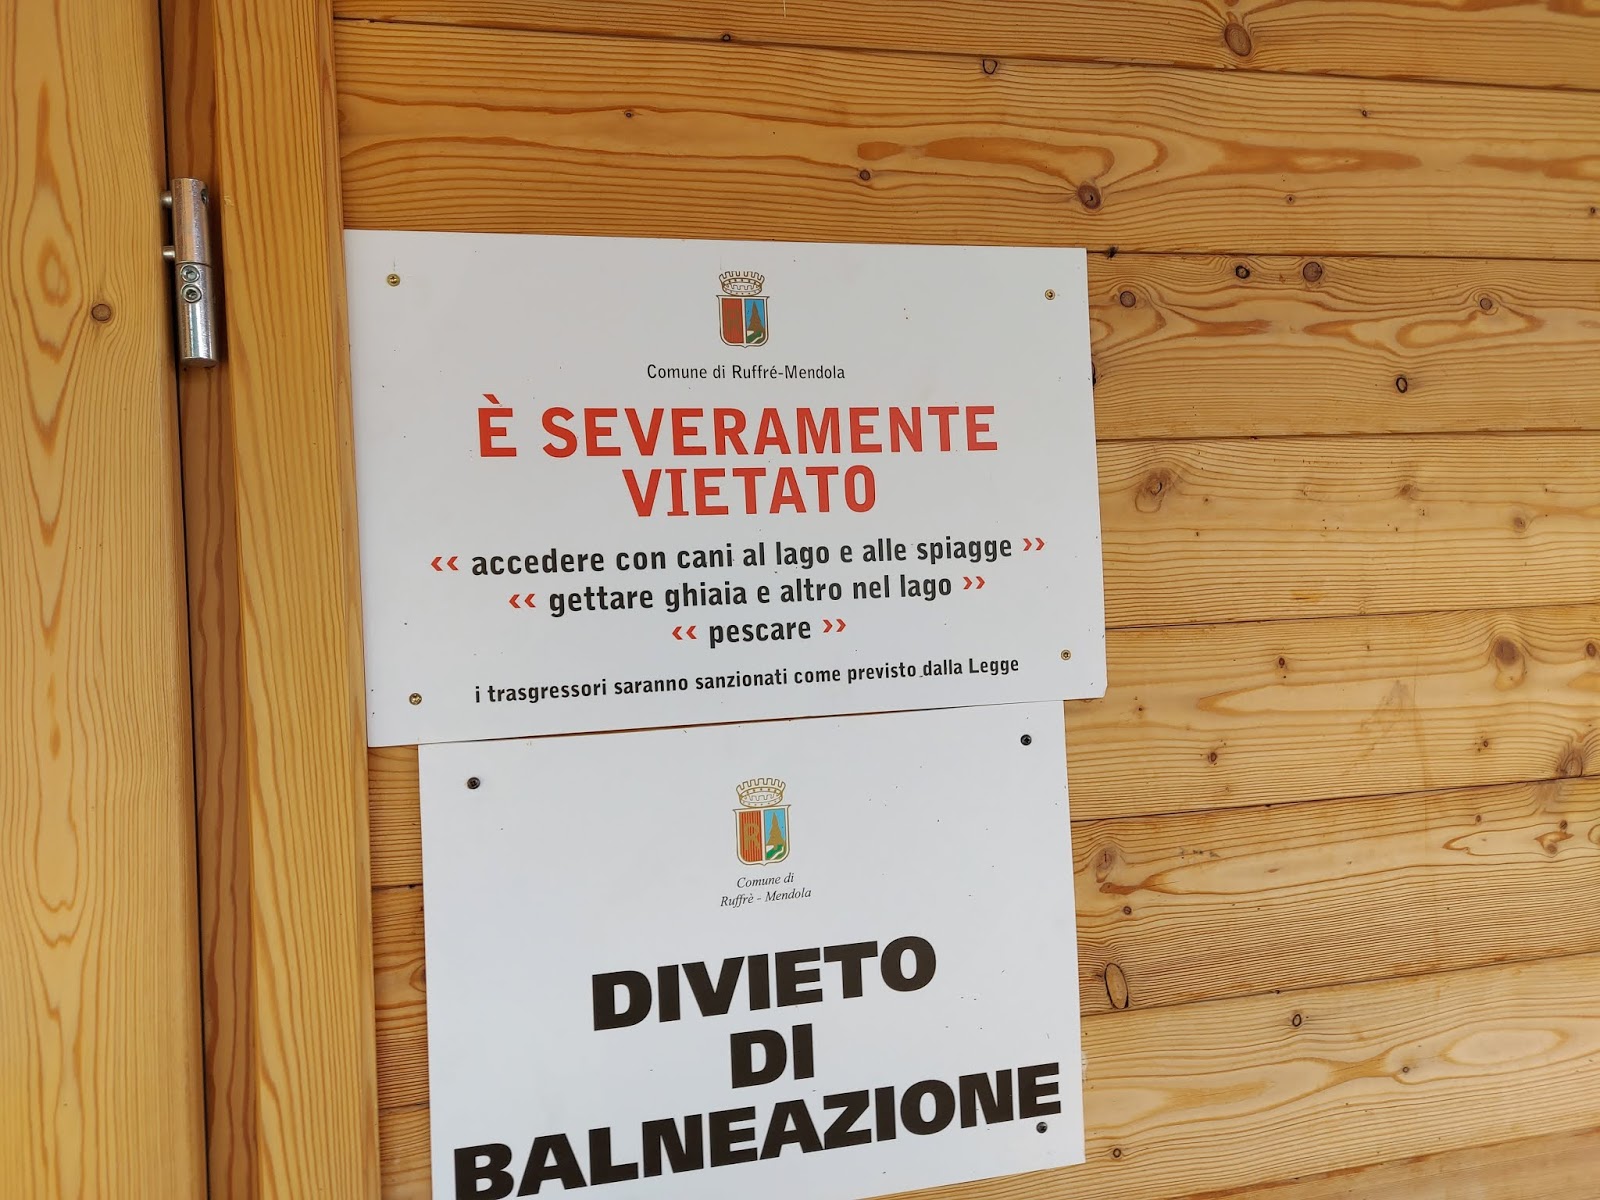 Comune di Ruffré-Mendola
È SEVERAMENTE
VIETATO
‹‹ accedere con cani al lago e alle spiagge ››
‹‹ gettare ghiaia e altro nel lago ››
‹‹ pescare ››
i trasgressori saranno sanzionati come previsto dalla Legge
Comune di
Ruffrè - Mendola
DIVIETO
DI
BALNEAZIONE